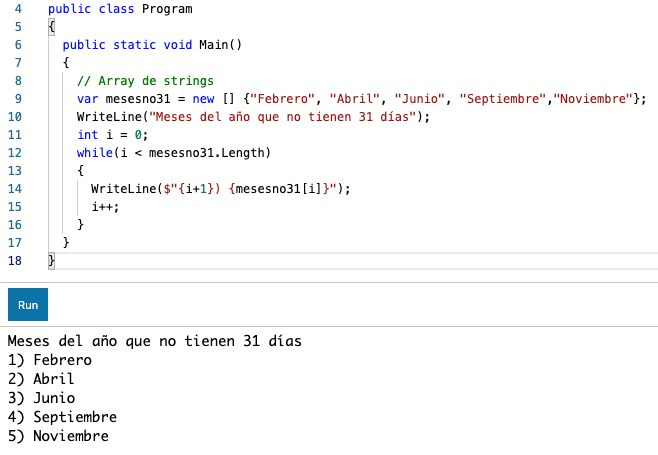 4 public class Program
5 {
6 public static void Main()
7 {
8 // Array de strings
9 var mesesno31 = new [] {"Febrero", "Abril", "Junio", "Septiembre","Noviembre"};
10 WriteLine("Meses del año que no tienen 31 días");
11 int i = 0;
12 while(i < mesesno31.Length)
13 {
14 WriteLine($"{i+1}) {mesesno31[i]}");
15 i++;
16 }
17 }
18 }
Run
Meses del año que no tienen 31 días
1) Febrero
2) Abril
3) Junio
4) Septiembre
5) Noviembre